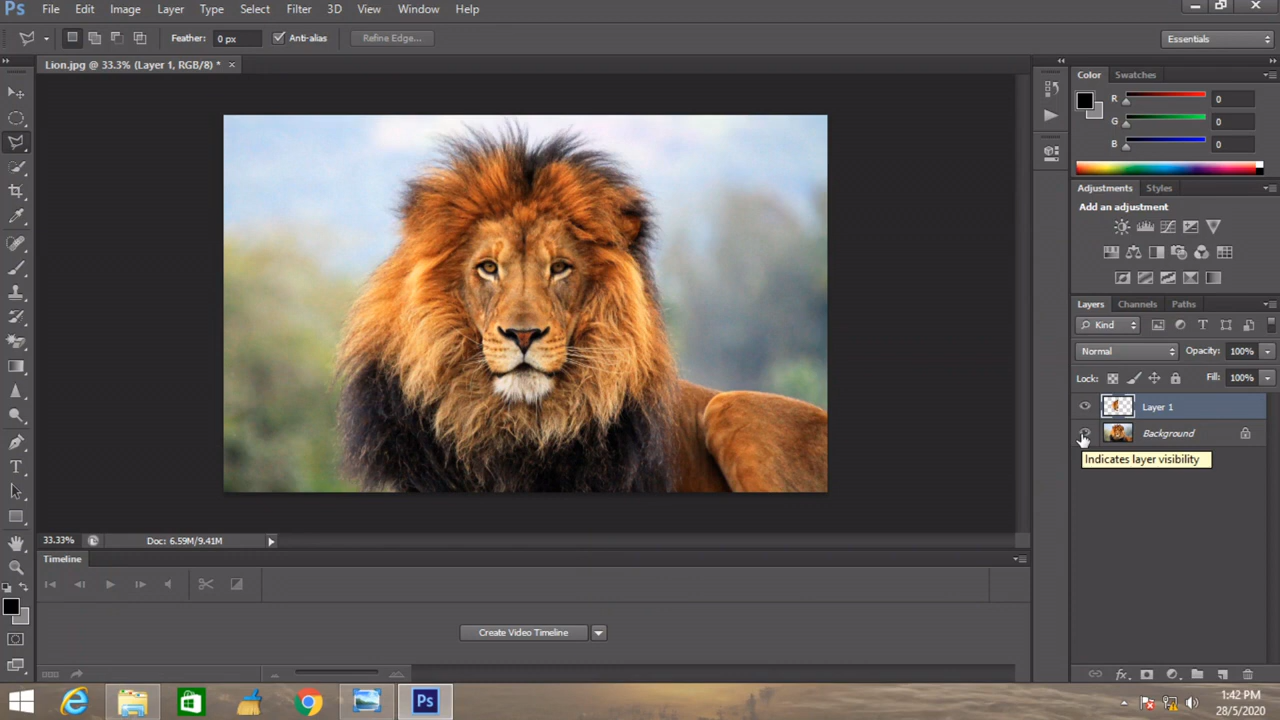 Ps File Edit Image Layer Type Select Filter 3D View Window Help
Feather: 0 px Anti-alias Refine Edge... Essentials
Lion.jpg @ 33.3% (Layer 1, RGB/8) * ×
Color Swatches
R 0
G 0
B 0
Adjustments Styles
Add an adjustment
Layers Channels Paths
Kind
Normal Opacity: 100%
Lock: Fill: 100%
Layer 1
Background
Indicates layer visibility
33.33% Doc: 6.59M/9.41M
Timeline
Create Video Timeline
fx
Ps
1:42 PM
28/5/2020